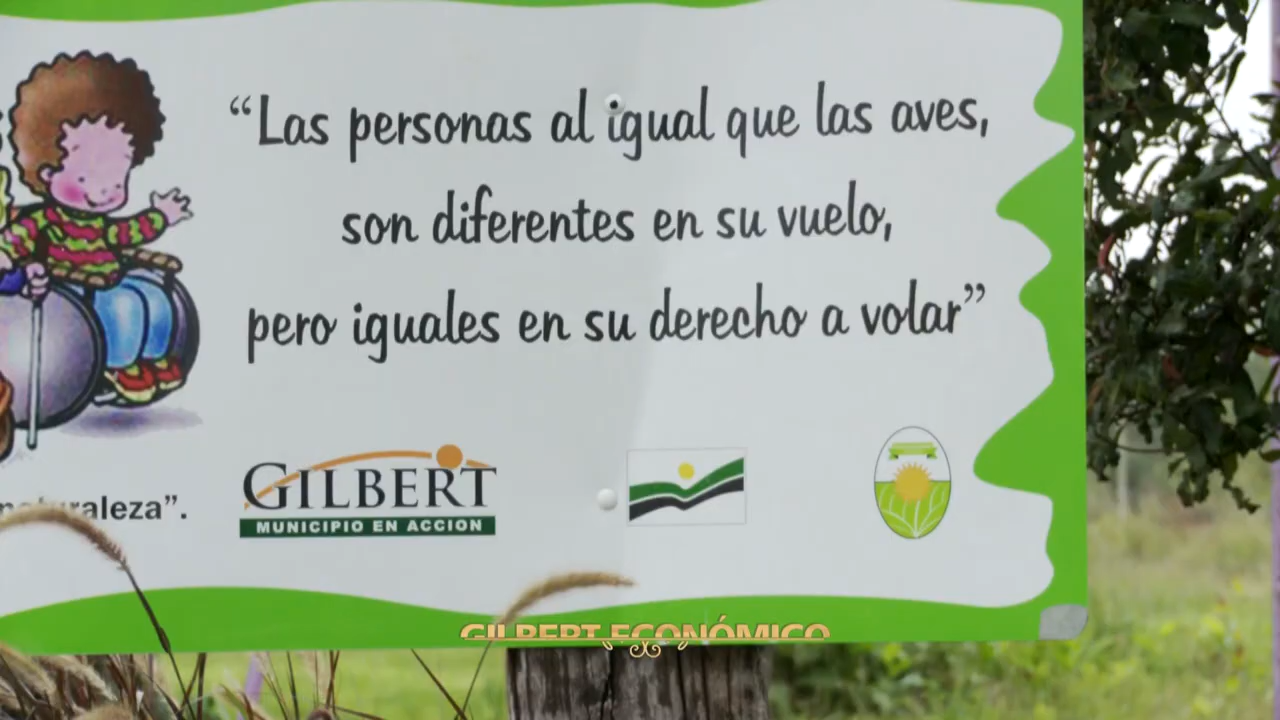 “Las personas al igual que las aves,
son diferentes en su vuelo,
pero iguales en su derecho a volar”
naturaleza”.
GILBERT
MUNICIPIO EN ACCION
GILBERT ECONÓMICO